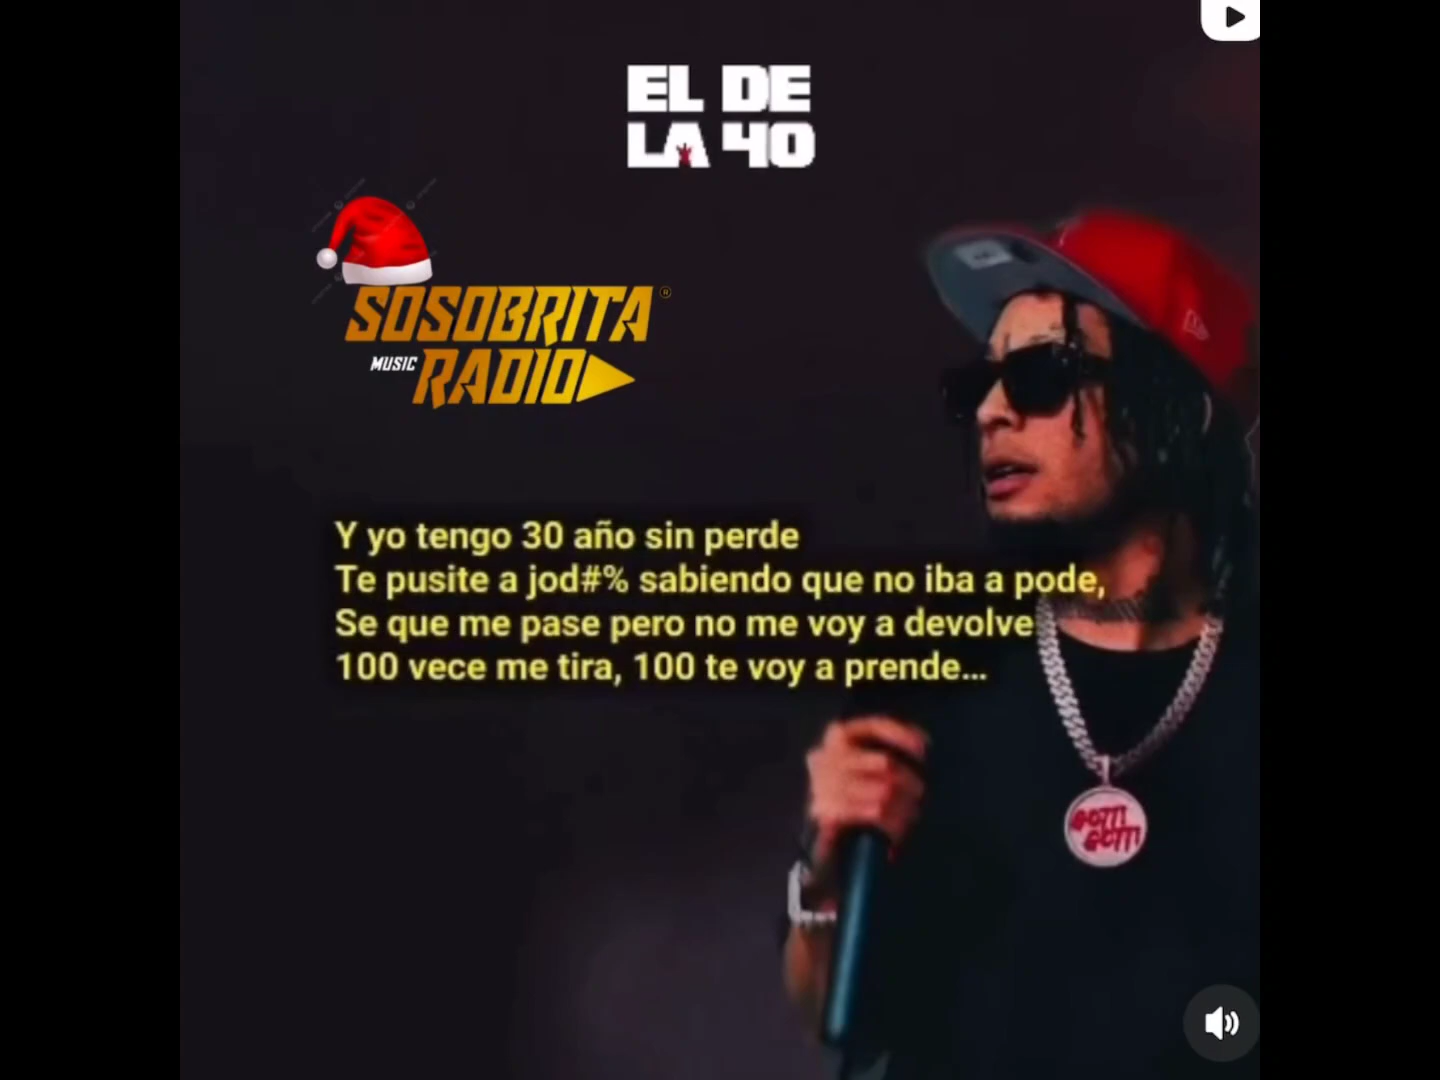 EL DE
LA 40
SOSOBRITA®
MUSIC RADIO
Y yo tengo 30 año sin perde
Te pusite a jod#% sabiendo que no iba a pode,
Se que me pase pero no me voy a devolve
100 vece me tira, 100 te voy a prende...
GOTTI
GOTTI